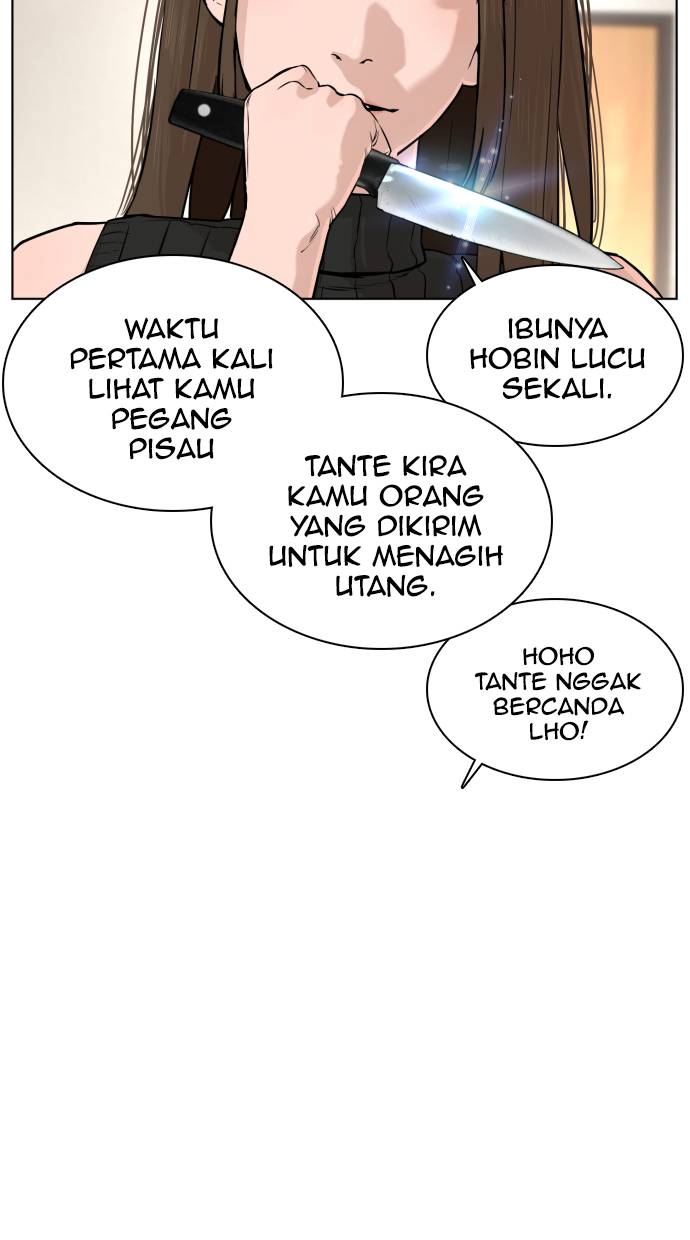 WAKTU
PERTAMA KALI
LIHAT KAMU
PEGANG
PISAU
IBUNYA
HOBIN LUCU
SEKALI.
TANTE KIRA
KAMU ORANG
YANG DIKIRIM
UNTUK MENAGIH
UTANG.
HOHO
TANTE NGGAK
BERCANDA
LHO!